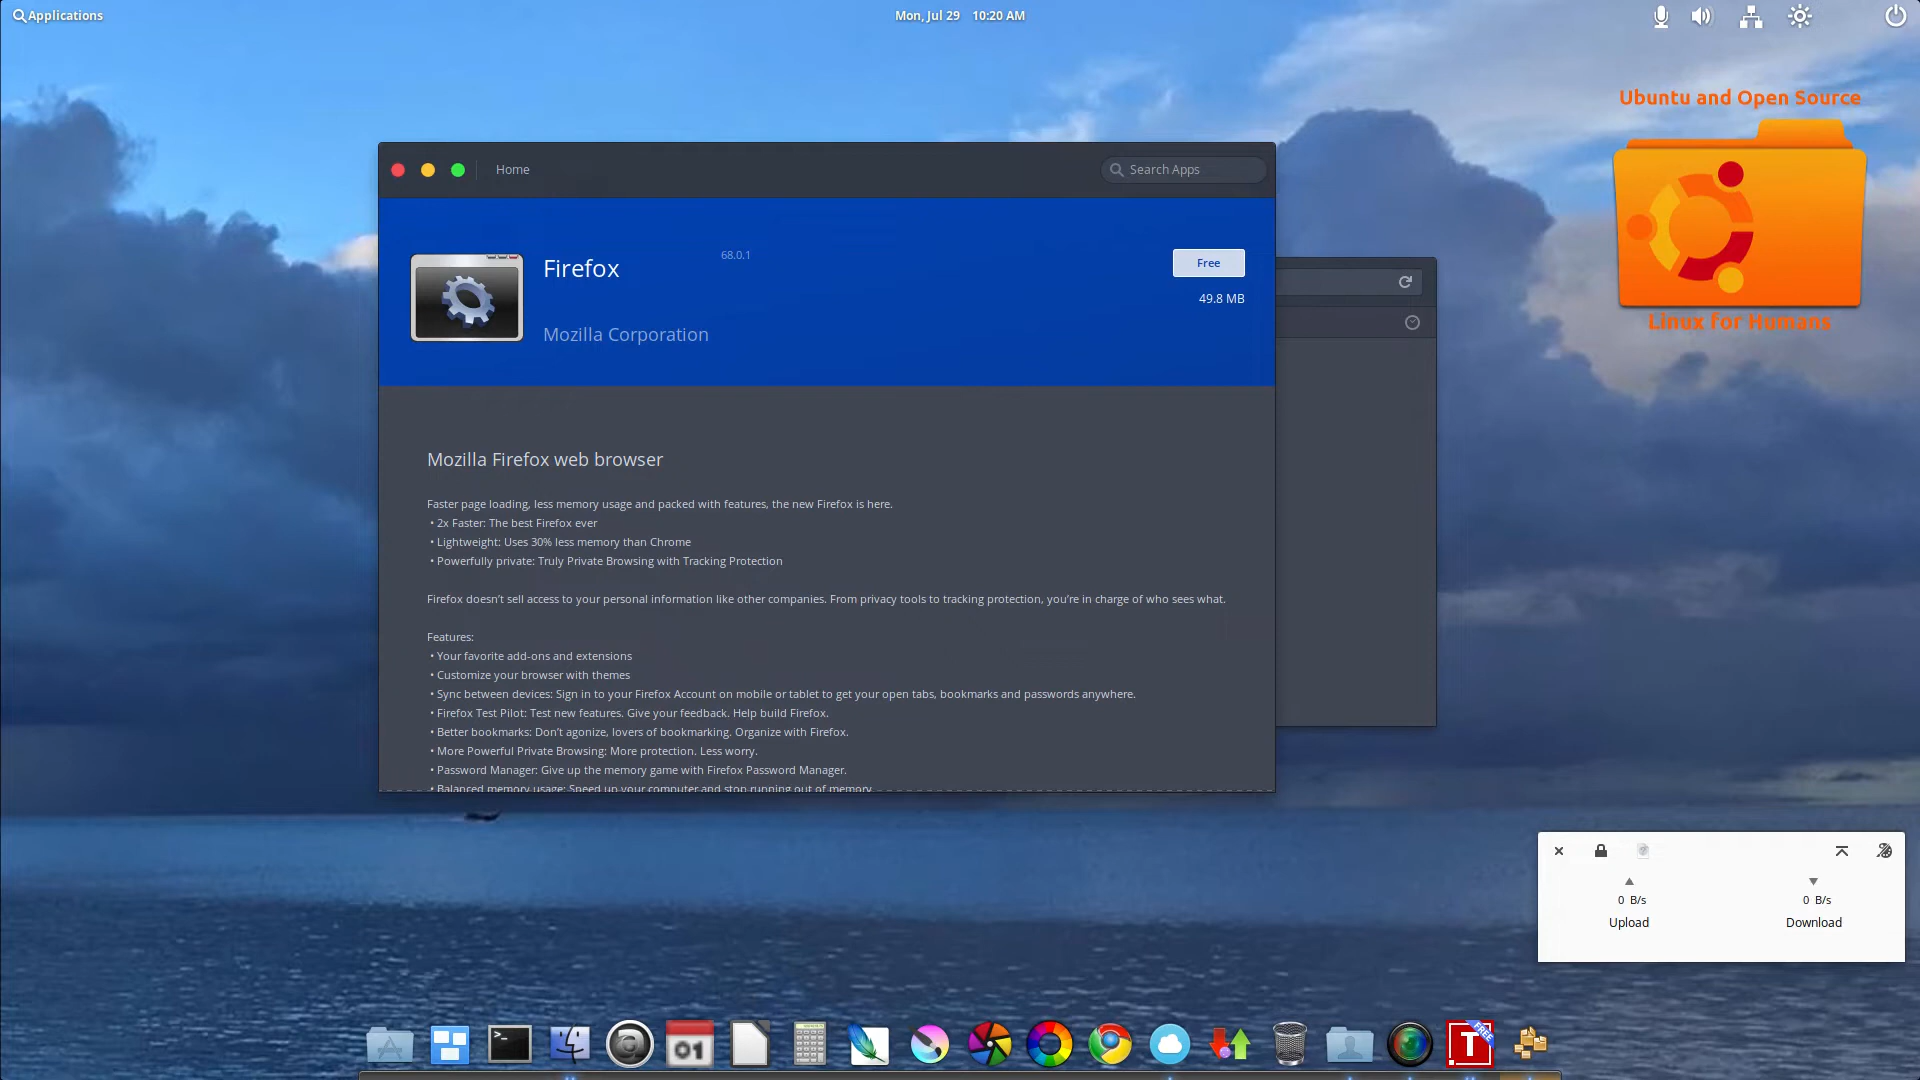 Applications
Mon, Jul 29 10:20 AM
Ubuntu and Open Source
Linux for Humans
Home
Search Apps
Firefox
68.0.1
Free
49.8 MB
Mozilla Corporation
Mozilla Firefox web browser
Faster page loading, less memory usage and packed with features, the new Firefox is here.
• 2x Faster: The best Firefox ever
• Lightweight: Uses 30% less memory than Chrome
• Powerfully private: Truly Private Browsing with Tracking Protection
Firefox doesn’t sell access to your personal information like other companies. From privacy tools to tracking protection, you’re in charge of who sees what.
Features:
• Your favorite add-ons and extensions
• Customize your browser with themes
• Sync between devices: Sign in to your Firefox Account on mobile or tablet to get your open tabs, bookmarks and passwords anywhere.
• Firefox Test Pilot: Test new features. Give your feedback. Help build Firefox.
• Better bookmarks: Don’t agonize, lovers of bookmarking. Organize with Firefox.
• More Powerful Private Browsing: More protection. Less worry.
• Password Manager: Give up the memory game with Firefox Password Manager.
• Balanced memory usage: Speed up your computer and stop running out of memory
0 B/s
0 B/s
Upload
Download
01
T
FREE